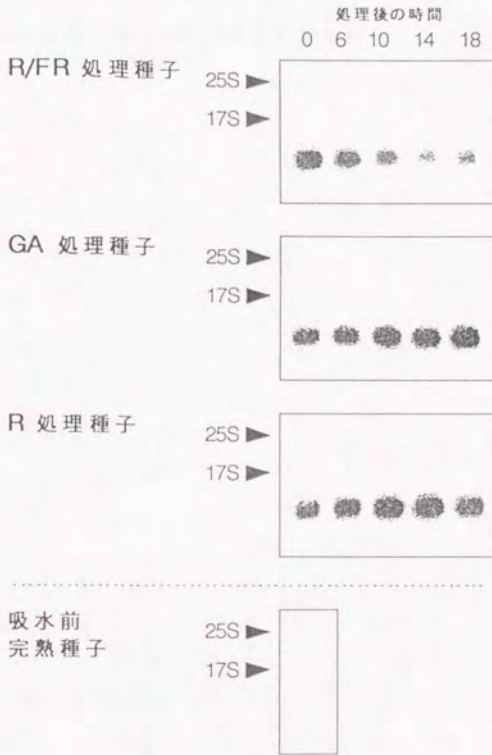 処理後の時間
0 6 10 14 18
R/FR 処理種子
25S
17S
GA 処理種子
25S
17S
R 処理種子
25S
17S
吸水前
完熟種子
25S
17S